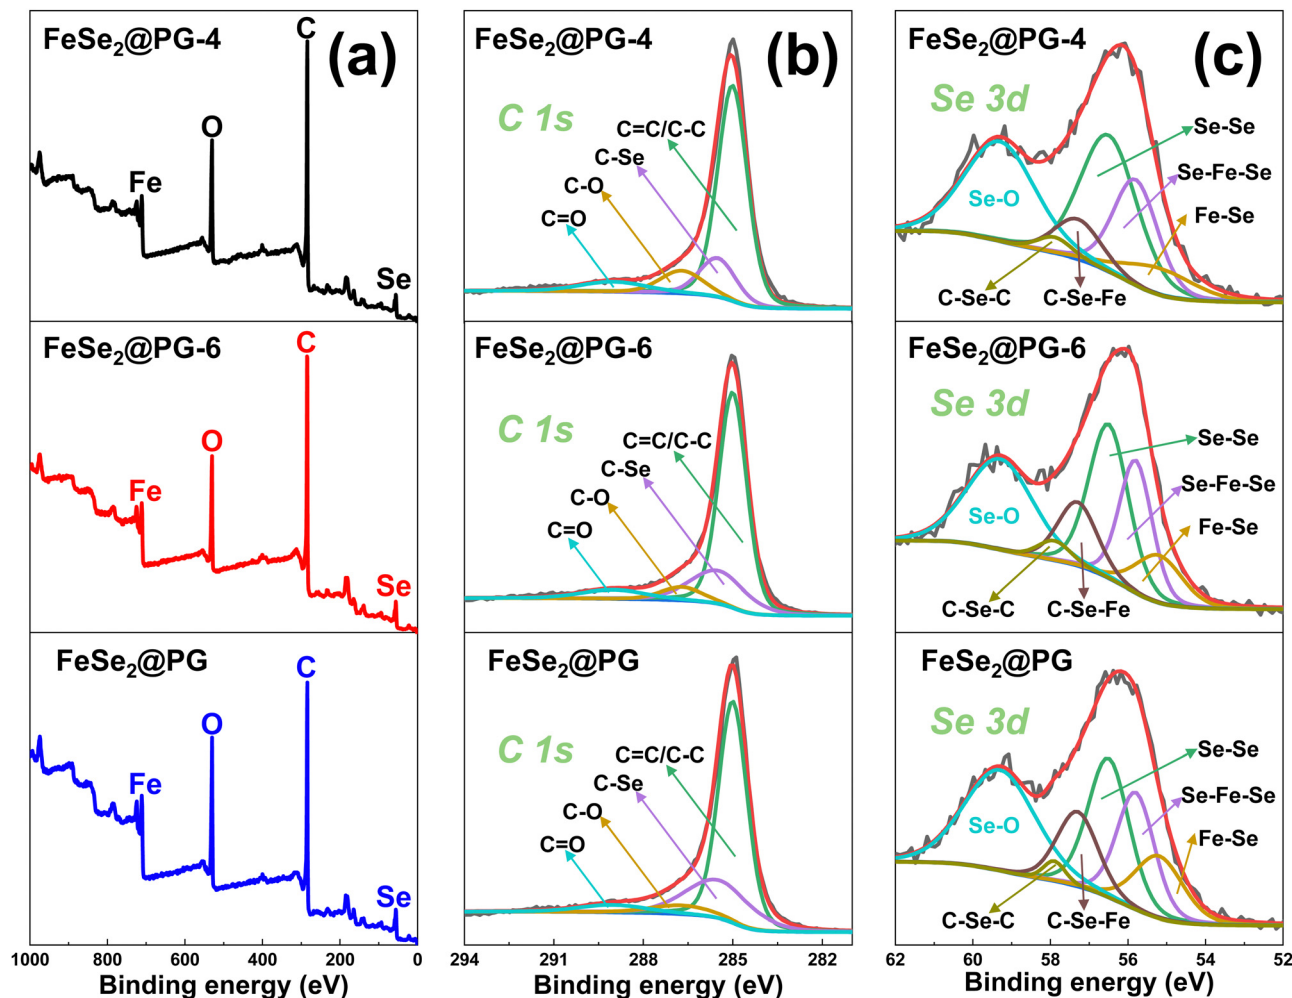 (a)
FeSe₂@PG-4
C
O
Fe
Se
FeSe₂@PG-6
C
O
Fe
Se
FeSe₂@PG
C
O
Fe
Se
1000 800 600 400 200 0
Binding energy (eV)
(b)
FeSe₂@PG-4
C 1s
C=C/C-C
C-Se
C-O
C=O
FeSe₂@PG-6
C 1s
C=C/C-C
C-Se
C-O
C=O
FeSe₂@PG
C 1s
C=C/C-C
C-Se
C-O
C=O
294 291 288 285 282
Binding energy (eV)
(c)
FeSe₂@PG-4
Se 3d
Se-Se
Se-Fe-Se
Se-O
Fe-Se
C-Se-C
C-Se-Fe
FeSe₂@PG-6
Se 3d
Se-Se
Se-Fe-Se
Se-O
Fe-Se
C-Se-C
C-Se-Fe
FeSe₂@PG
Se 3d
Se-Se
Se-Fe-Se
Se-O
Fe-Se
C-Se-C
C-Se-Fe
62 60 58 56 54 52
Binding energy (eV)